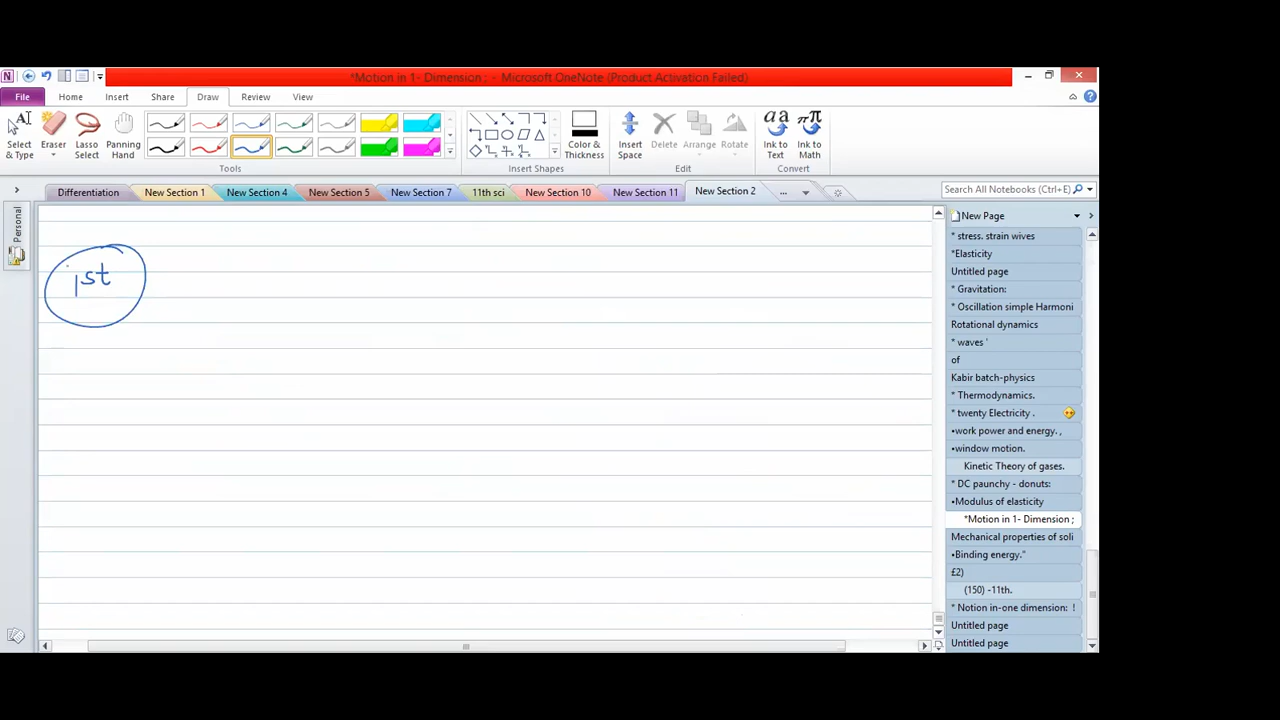 *Motion in 1- Dimension ; - Microsoft OneNote (Product Activation Failed)
File Home Insert Share Draw Review View
Select & Type
Eraser
Lasso Select
Panning Hand
Color & Thickness
Insert Space
Delete
Arrange
Rotate
Ink to Text
Ink to Math
Tools
Insert Shapes
Edit
Convert
Differentiation New Section 1 New Section 4 New Section 5 New Section 7 11th sci New Section 10 New Section 11 New Section 2 ...
Search All Notebooks (Ctrl+E)
Personal
1st
New Page
* stress. strain wives
*Elasticity
Untitled page
* Gravitation:
* Oscillation simple Harmoni
Rotational dynamics
* waves '
of
Kabir batch-physics
* Thermodynamics.
* twenty Electricity .
•work power and energy. ,
•window motion.
Kinetic Theory of gases.
* DC paunchy - donuts:
•Modulus of elasticity
*Motion in 1- Dimension ;
Mechanical properties of soli
•Binding energy."
£2)
(150) -11th.
* Notion in-one dimension: !
Untitled page
Untitled page